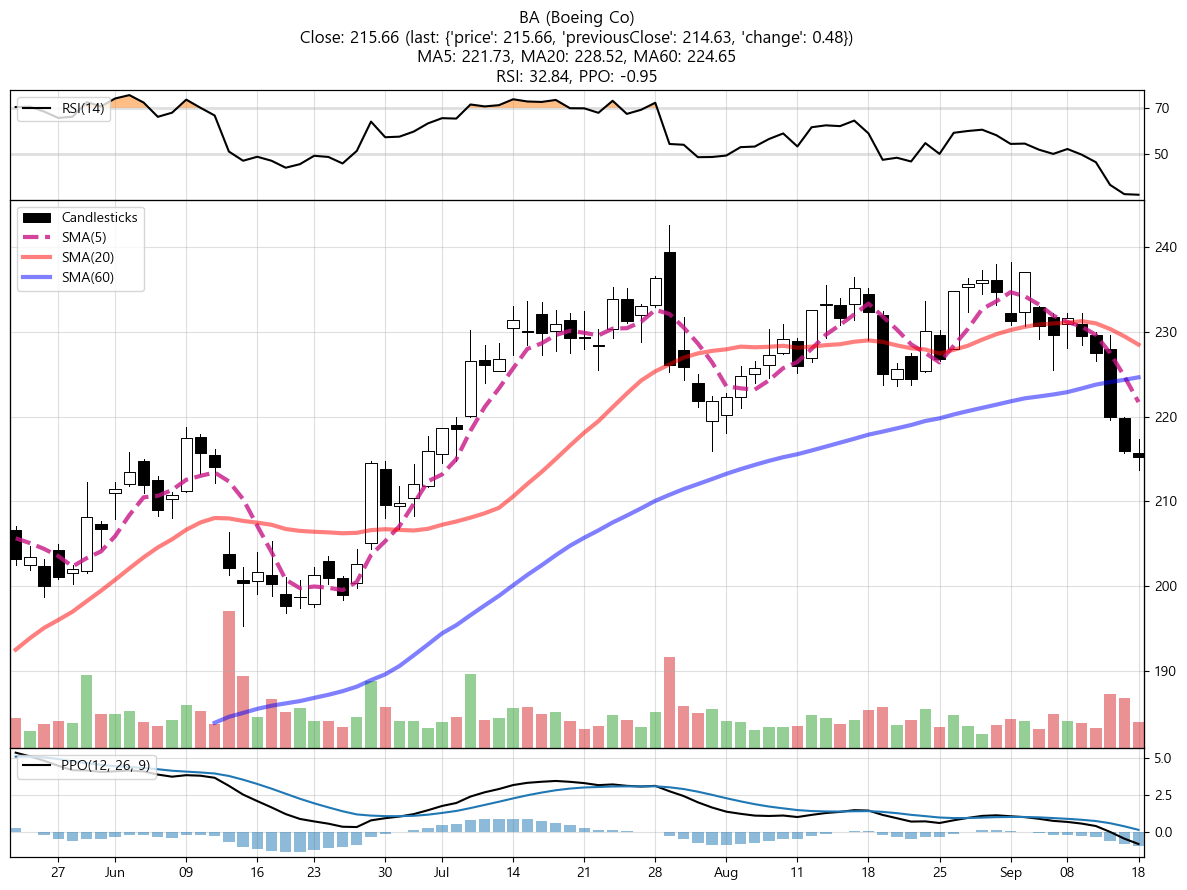 BA (Boeing Co)
Close: 215.66 (last: {'price': 215.66, 'previousClose': 214.63, 'change': 0.48})
MA5: 221.73, MA20: 228.52, MA60: 224.65
RSI: 32.84, PPO: -0.95
RSI(14)
70
50
Candlesticks
SMA(5)
SMA(20)
SMA(60)
240
230
220
210
200
190
PPO(12, 26, 9)
5.0
2.5
0.0
27 Jun 09 16 23 30 Jul 14 21 28 Aug 11 18 25 Sep 08 18